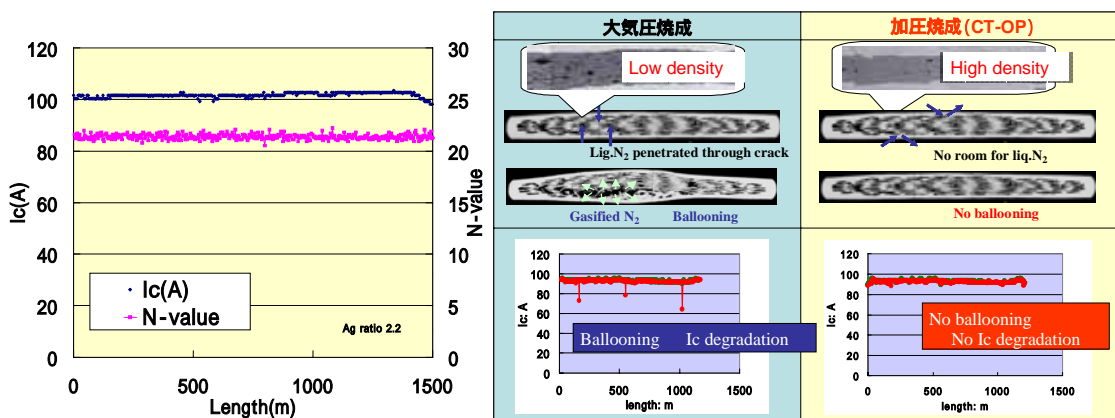 120
100
80
60
40
20
0
Ic(A)
30
25
20
15
10
5
0
N-value
Ic(A)
N-value
Ag ratio 2.2
0
500
1000
1500
Length(m)
大気圧焼成
Low density
Lig.N2 penetrated through crack
Gasified N2
Ballooning
加圧焼成(CT-OP)
High density
No room for liq.N2
No ballooning
120
100
80
60
40
20
0
Ic: A
Ballooning Ic degradation
0
500
1000
1500
length: m
120
100
80
60
40
20
0
Ic: A
No ballooning
No Ic degradation
0
500
1000
1500
length: m